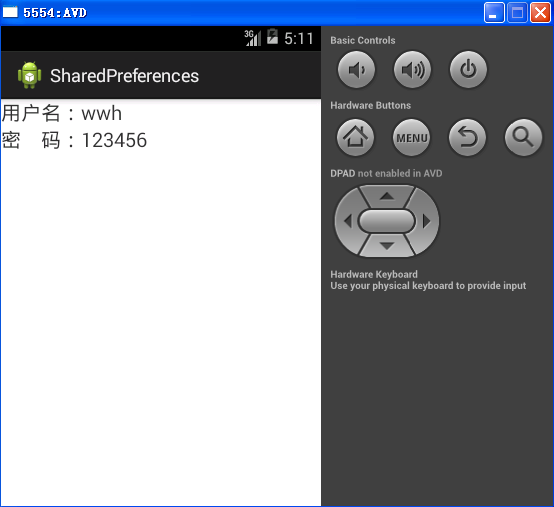 5554:AVD
3G 5:11
SharedPreferences
用户名：wwh
密　码：123456
Basic Controls
Hardware Buttons
MENU
DPAD not enabled in AVD
Hardware Keyboard
Use your physical keyboard to provide input